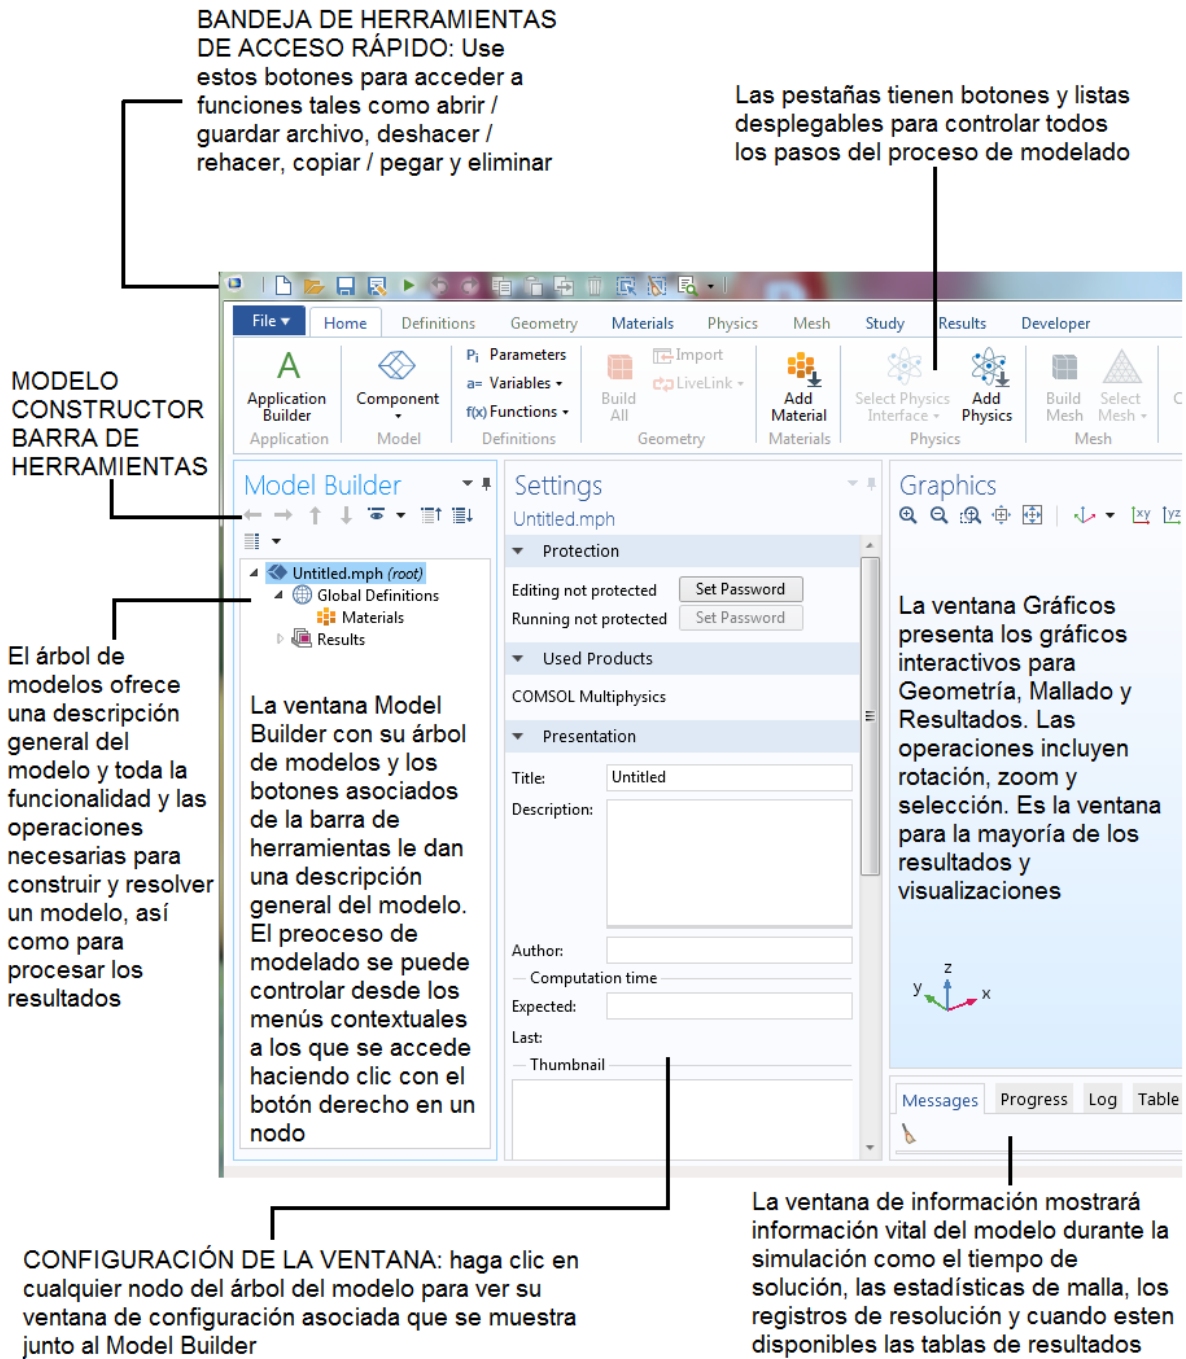 BANDEJA DE HERRAMIENTAS
DE ACCESO RÁPIDO: Use
estos botones para acceder a
funciones tales como abrir /
guardar archivo, deshacer /
rehacer, copiar / pegar y eliminar
Las pestañas tienen botones y listas
desplegables para controlar todos
los pasos del proceso de modelado
File Home Definitions Geometry Materials Physics Mesh Study Results Developer
A
Application
Builder
Application
Component
Model
Pi Parameters
a= Variables
f(x) Functions
Definitions
Build
All
Import
LiveLink
Geometry
Add
Material
Materials
Select Physics
Interface
Add
Physics
Physics
Build
Mesh
Select
Mesh
Mesh
C
MODELO
CONSTRUCTOR
BARRA DE
HERRAMIENTAS
Model Builder
Untitled.mph (root)
Global Definitions
Materials
Results
El árbol de
modelos ofrece
una descripción
general del
modelo y toda la
funcionalidad y las
operaciones
necesarias para
construir y resolver
un modelo, así
como para
procesar los
resultados
La ventana Model
Builder con su árbol
de modelos y los
botones asociados
de la barra de
herramientas le dan
una descripción
general del modelo.
El preoceso de
modelado se puede
controlar desde los
menús contextuales
a los que se accede
haciendo clic con el
botón derecho en un
nodo
Settings
Untitled.mph
Protection
Editing not protected Set Password
Running not protected Set Password
Used Products
COMSOL Multiphysics
Presentation
Title: Untitled
Description:
Author:
Computation time
Expected:
Last:
Thumbnail
Graphics
xy yz
La ventana Gráficos
presenta los gráficos
interactivos para
Geometría, Mallado y
Resultados. Las
operaciones incluyen
rotación, zoom y
selección. Es la ventana
para la mayoría de los
resultados y
visualizaciones
z
y
x
Messages Progress Log Table
CONFIGURACIÓN DE LA VENTANA: haga clic en
cualquier nodo del árbol del modelo para ver su
ventana de configuración asociada que se muestra
junto al Model Builder
La ventana de información mostrará
información vital del modelo durante la
simulación como el tiempo de
solución, las estadísticas de malla, los
registros de resolución y cuando esten
disponibles las tablas de resultados